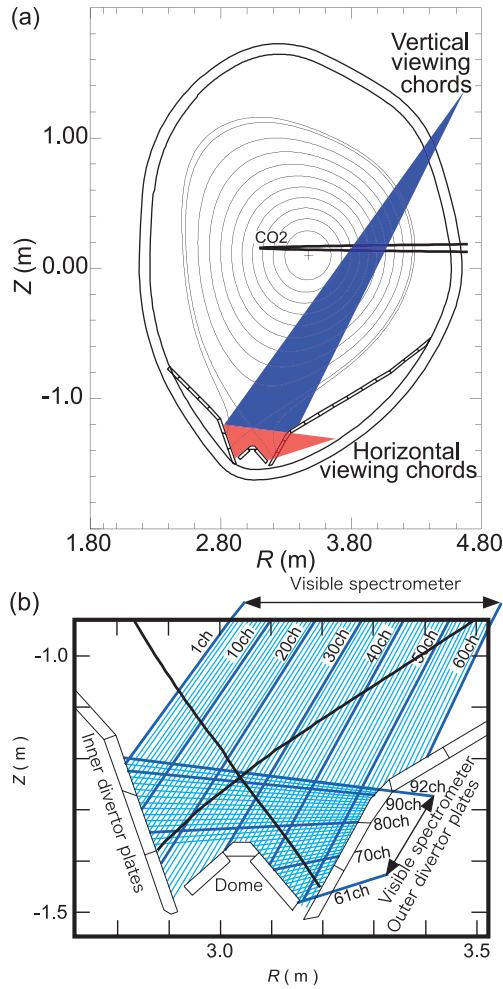 (a)
Vertical
viewing
chords
1.00
CO2
Z (m)
0.00
-1.0
Horizontal
viewing chords
1.80
2.80
3.80
4.80
R (m)
(b)
Visible spectrometer
1ch
10ch
20ch
30ch
40ch
50ch
60ch
-1.0
Z (m)
Inner divertor plates
92ch
90ch
80ch
70ch
61ch
Visible spectrometer
Outer divertor plates
Dome
-1.5
3.0
3.5
R (m)